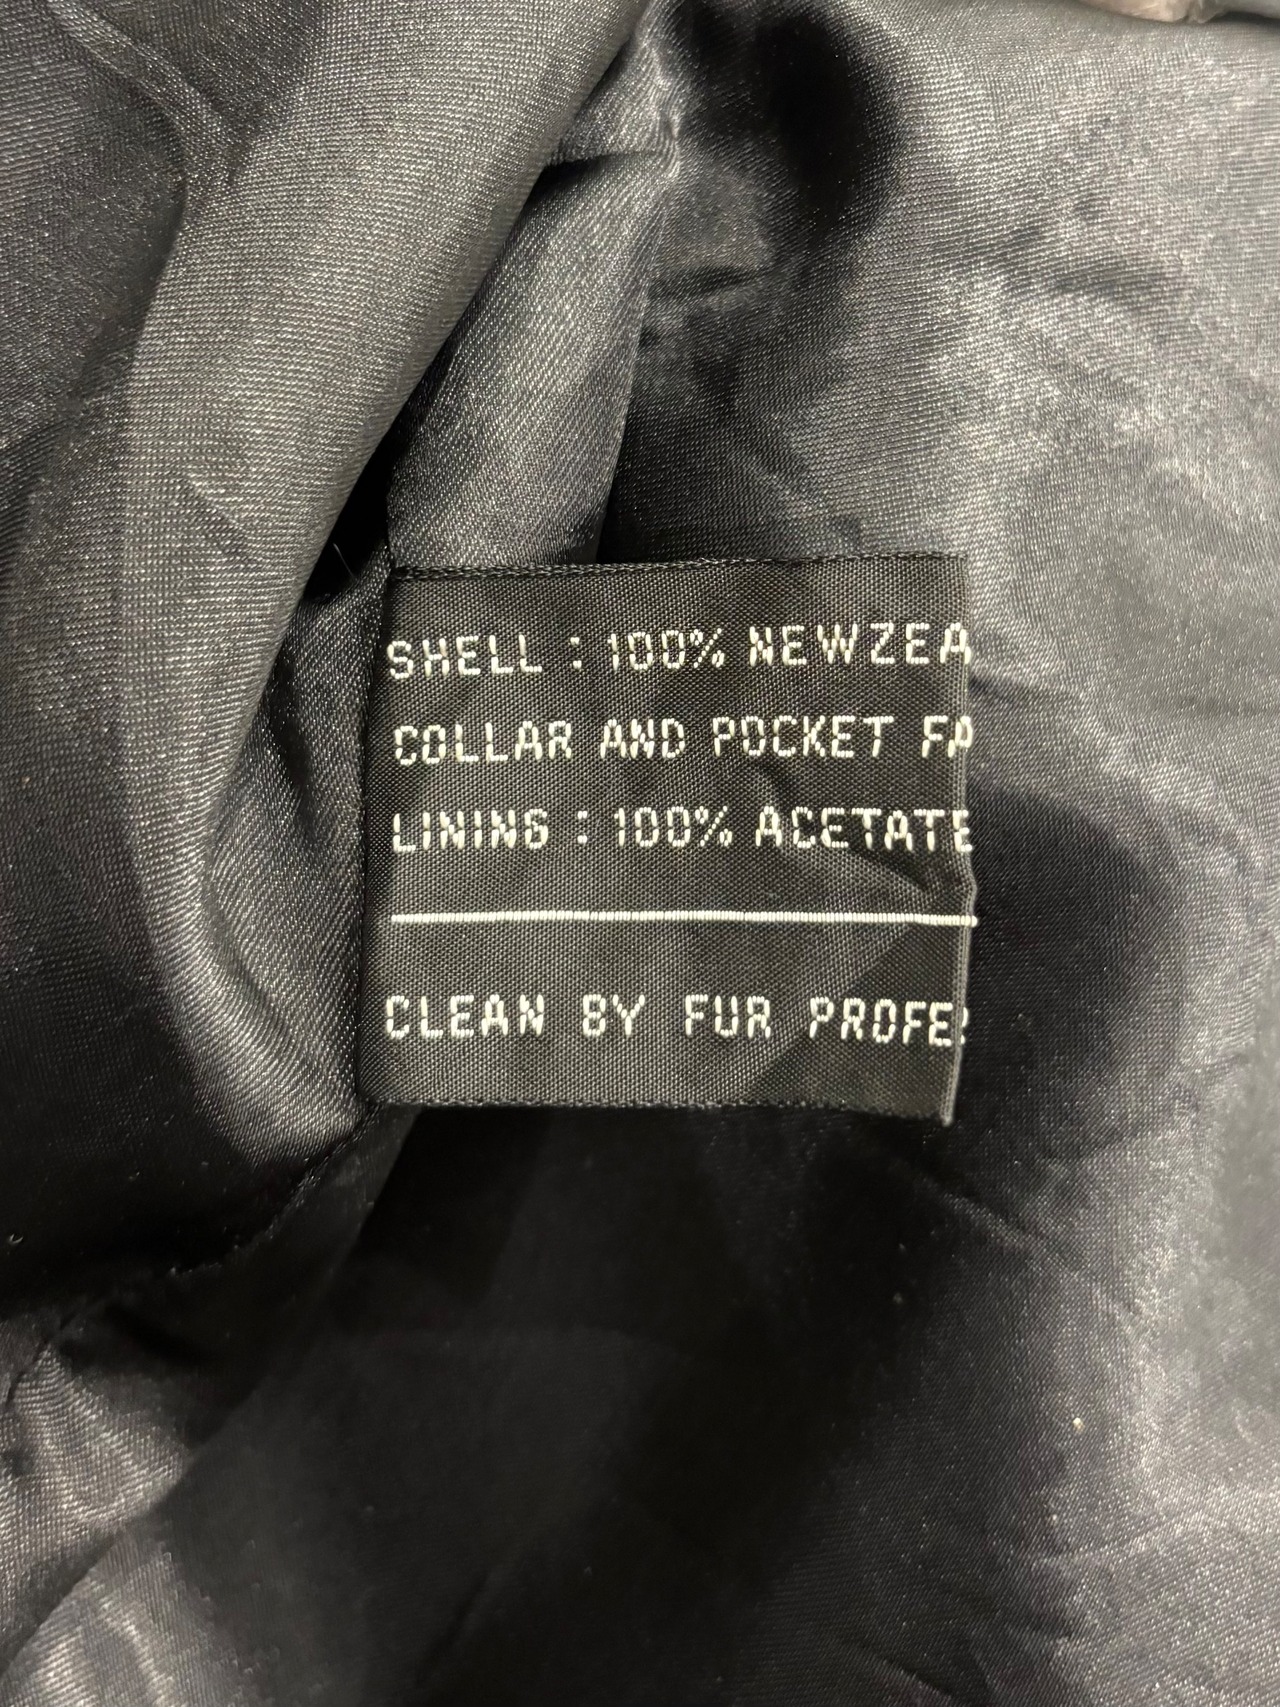 SHELL : 100% NEWZEA
COLLAR AND POCKET FA
LINING : 100% ACETATE
CLEAN BY FUR PROFE